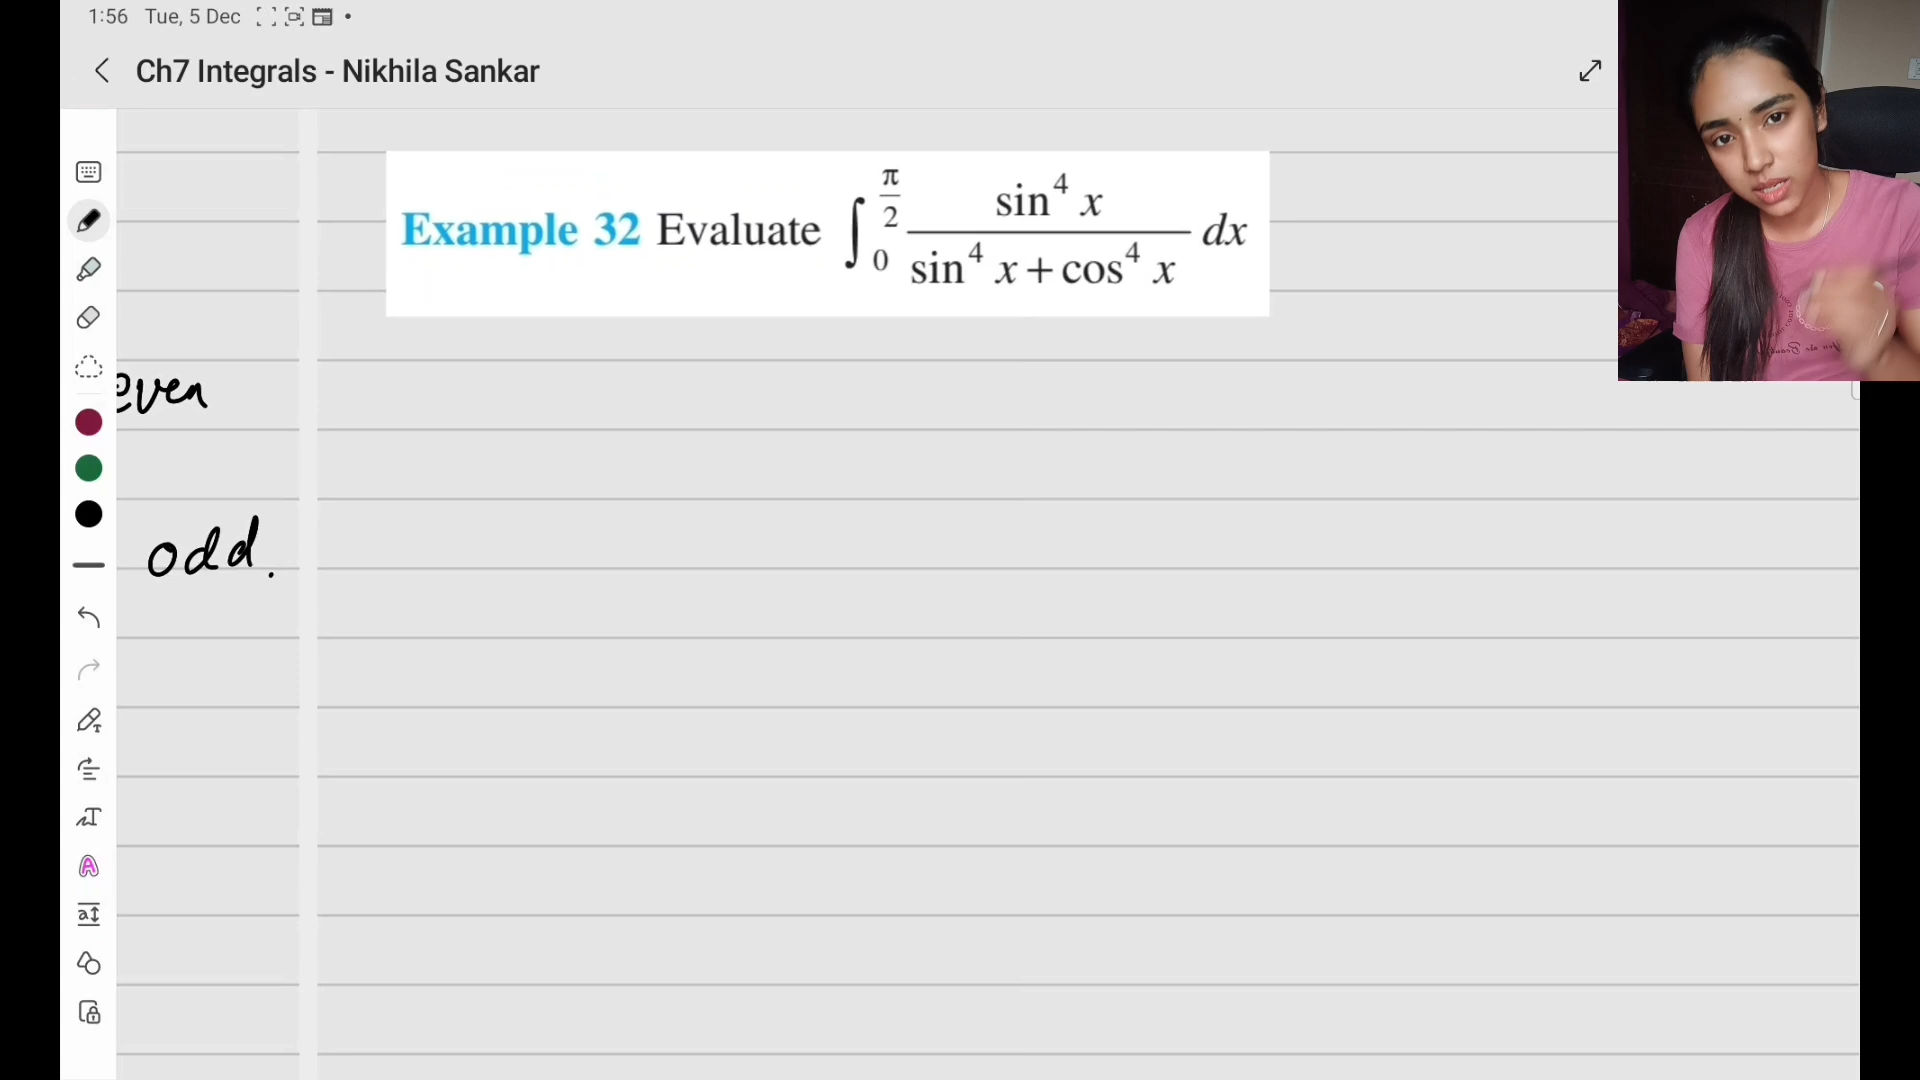 1:56 Tue, 5 Dec
Ch7 Integrals - Nikhila Sankar
Example 32 Evaluate ∫₀^(π/2) sin⁴ x / (sin⁴ x + cos⁴ x) dx
even
odd.